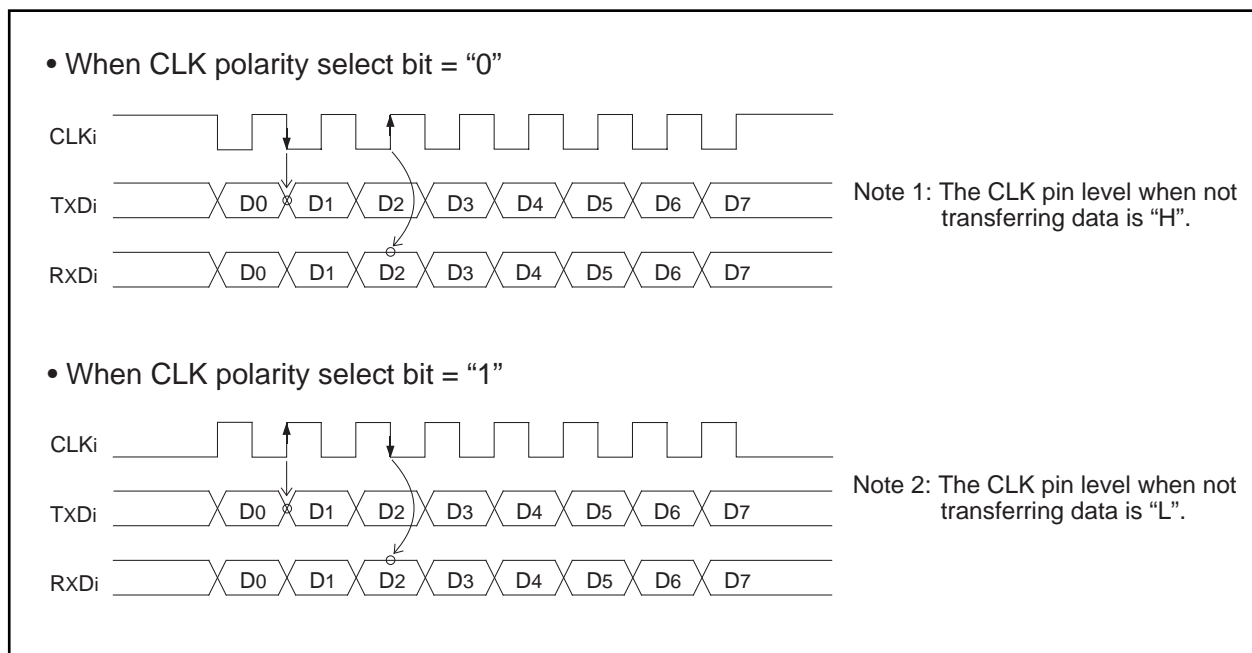 • When CLK polarity select bit = “0”
CLKi
TXDi D0 D1 D2 D3 D4 D5 D6 D7
RXDi D0 D1 D2 D3 D4 D5 D6 D7
Note 1: The CLK pin level when not
transferring data is “H”.
• When CLK polarity select bit = “1”
CLKi
TXDi D0 D1 D2 D3 D4 D5 D6 D7
RXDi D0 D1 D2 D3 D4 D5 D6 D7
Note 2: The CLK pin level when not
transferring data is “L”.